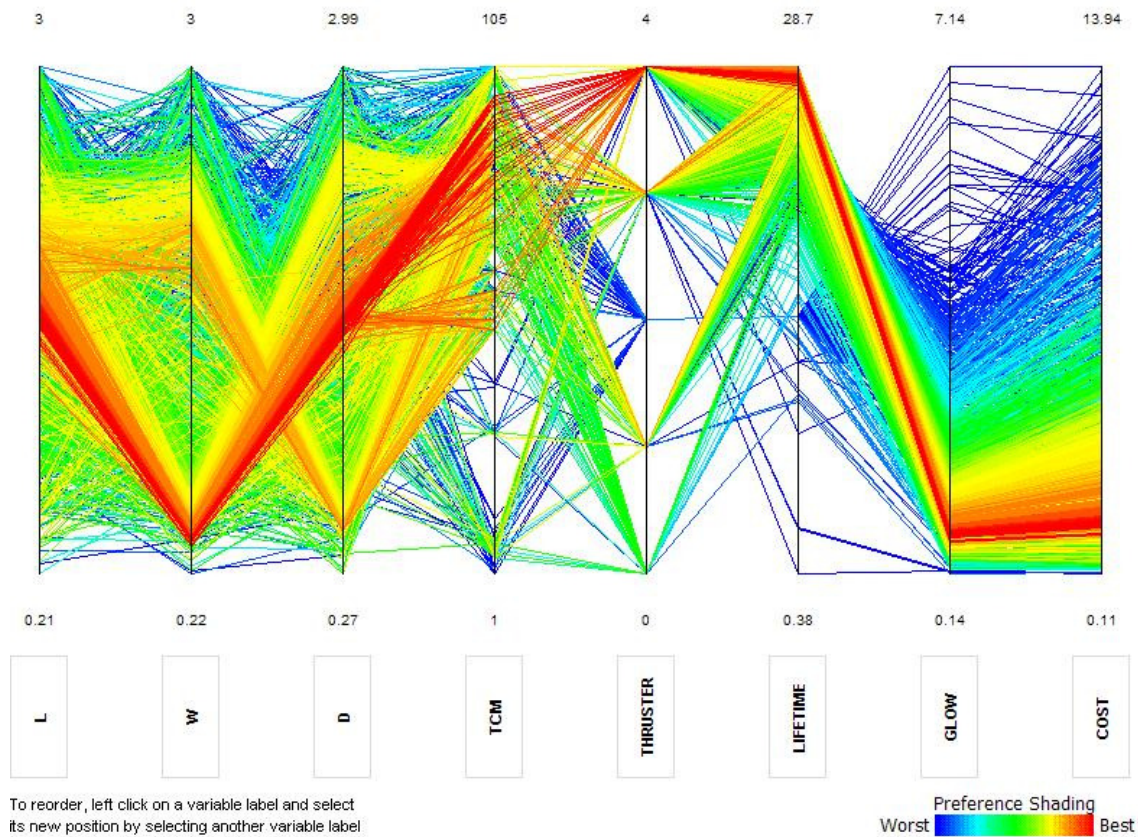 3 3 2.99 105 4 28.7 7.14 13.94
0.21 0.22 0.27 1 0 0.38 0.14 0.11
L W D TCM THRUSTER LIFETIME GLOW COST
To reorder, left click on a variable label and select
its new position by selecting another variable label
Preference Shading
Worst Best